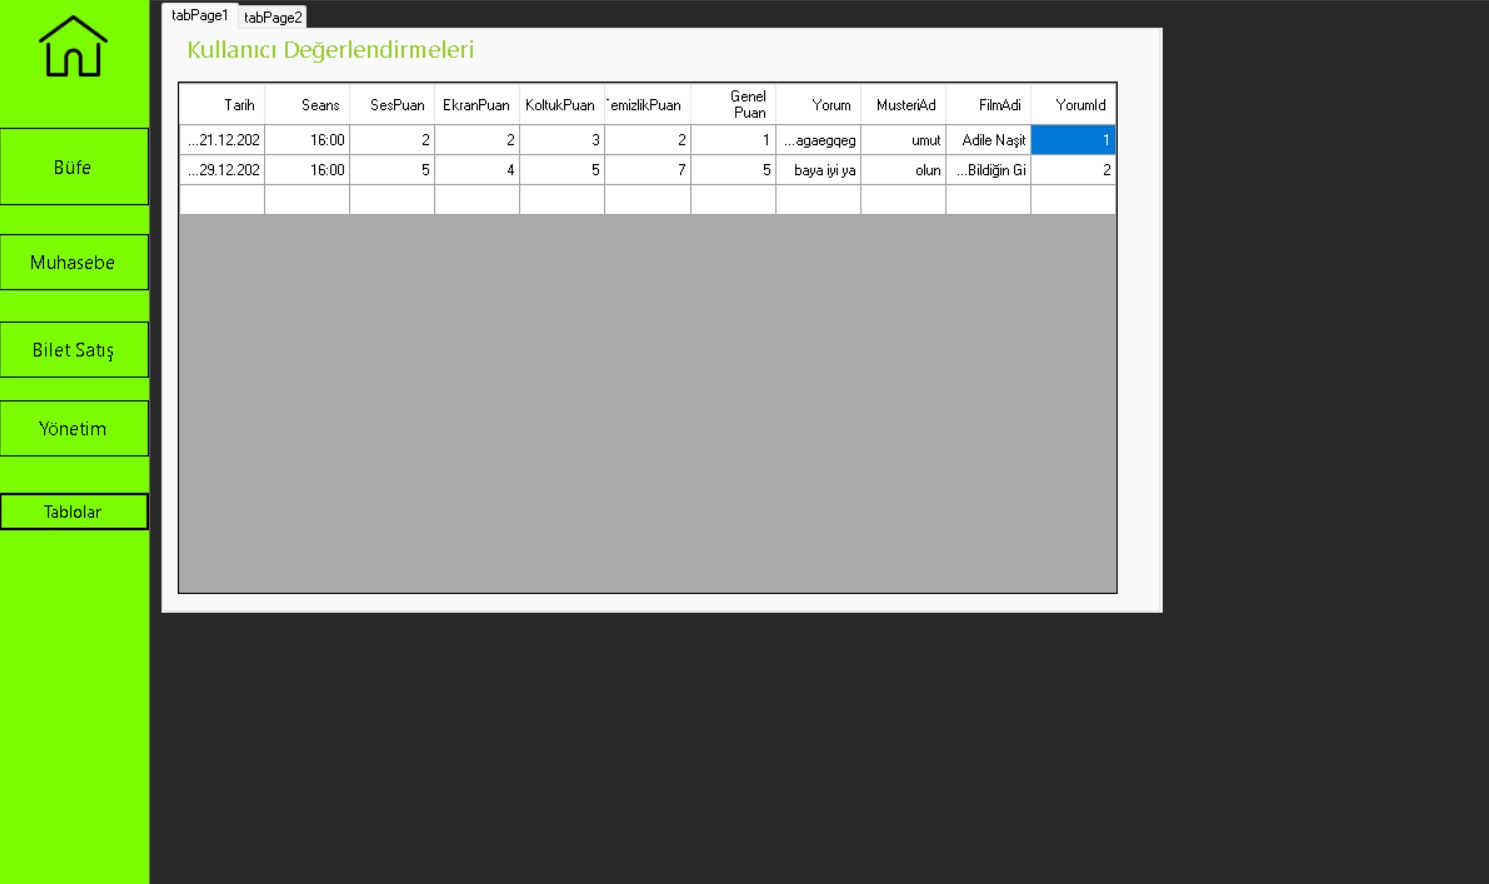 tabPage1 tabPage2
Kullanıcı Değerlendirmeleri
Büfe
Muhasebe
Bilet Satış
Yönetim
Tablolar
Tarih Seans SesPuan EkranPuan KoltukPuan TemizlikPuan Genel Puan Yorum MusteriAd FilmAdi YorumId
...21.12.202 16:00 2 2 3 2 1 ...agaegqeg umut Adile Naşit 1
...29.12.202 16:00 5 4 5 7 5 baya iyi ya olun ...Bildiğin Gi 2